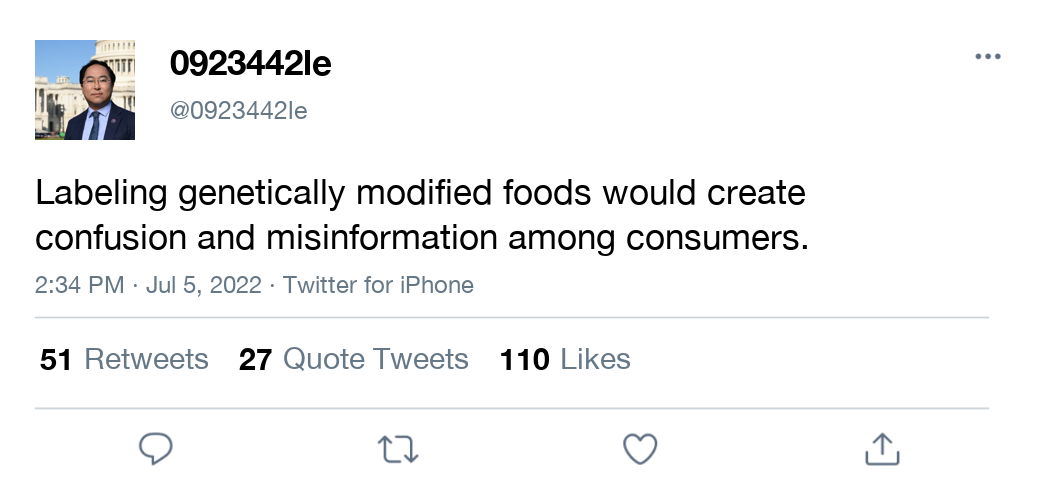 0923442le
@0923442le
Labeling genetically modified foods would create
confusion and misinformation among consumers.
2:34 PM · Jul 5, 2022 · Twitter for iPhone
51 Retweets 27 Quote Tweets 110 Likes